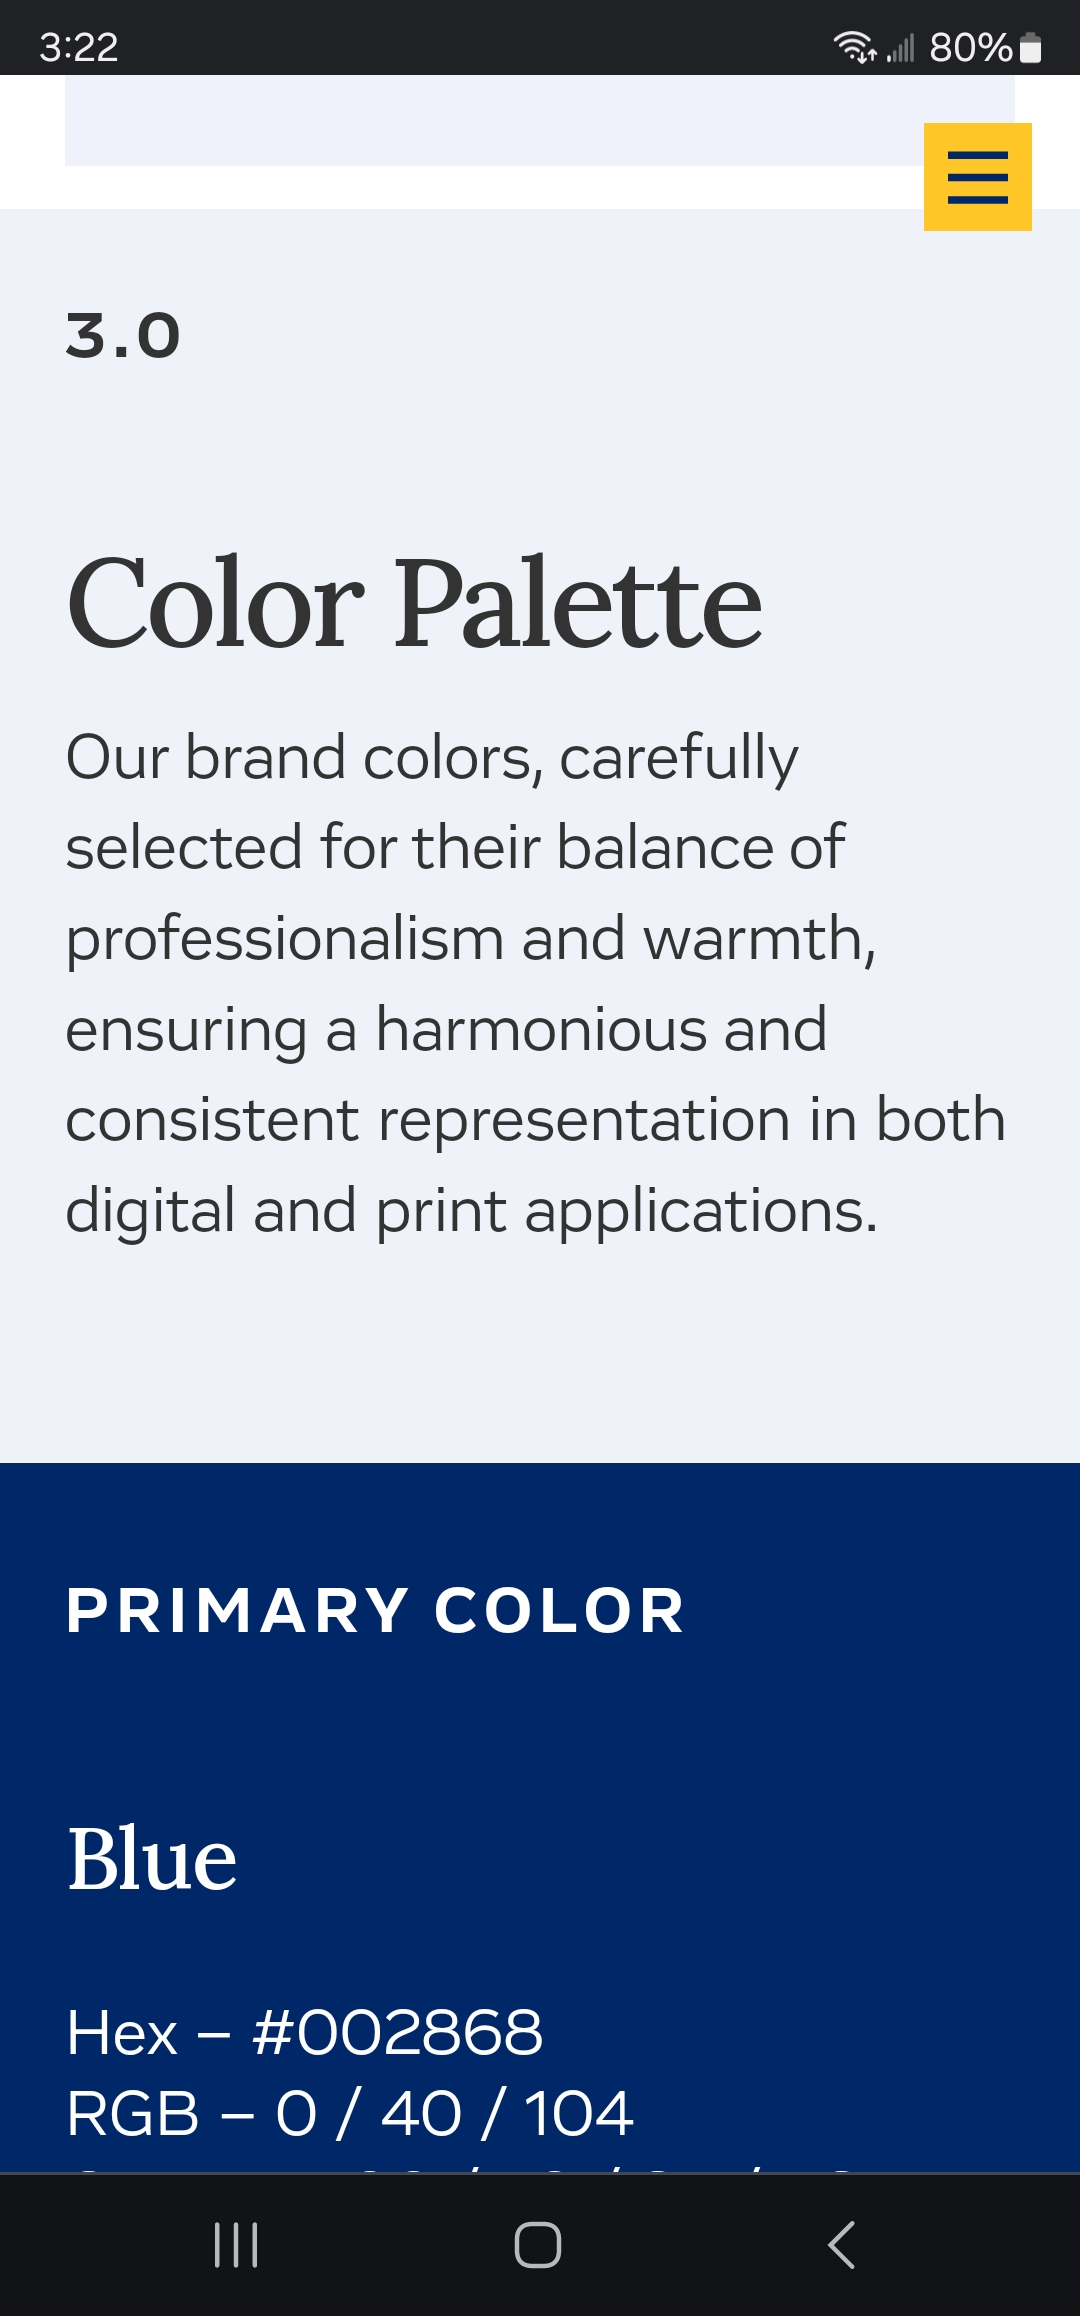 3:22
80%
3.0
Color Palette
Our brand colors, carefully
selected for their balance of
professionalism and warmth,
ensuring a harmonious and
consistent representation in both
digital and print applications.
PRIMARY COLOR
Blue
Hex – #002868
RGB – 0 / 40 / 104